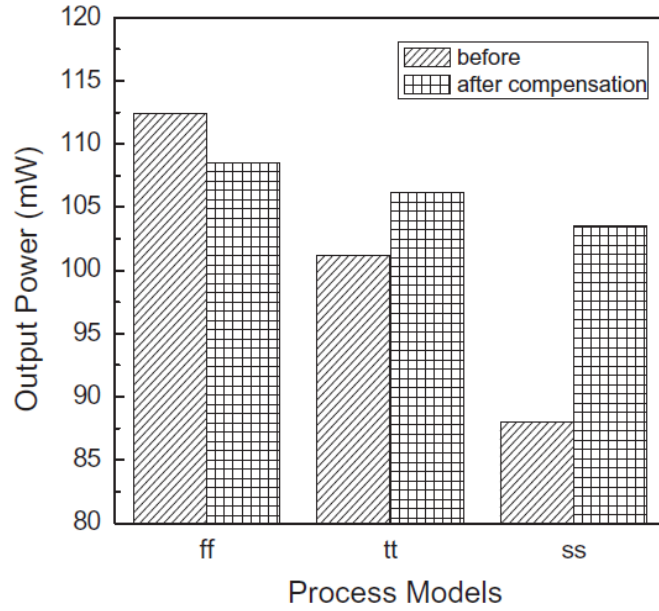 120
115
110
105
100
95
90
85
80
Output Power (mW)
before
after compensation
ff
tt
ss
Process Models